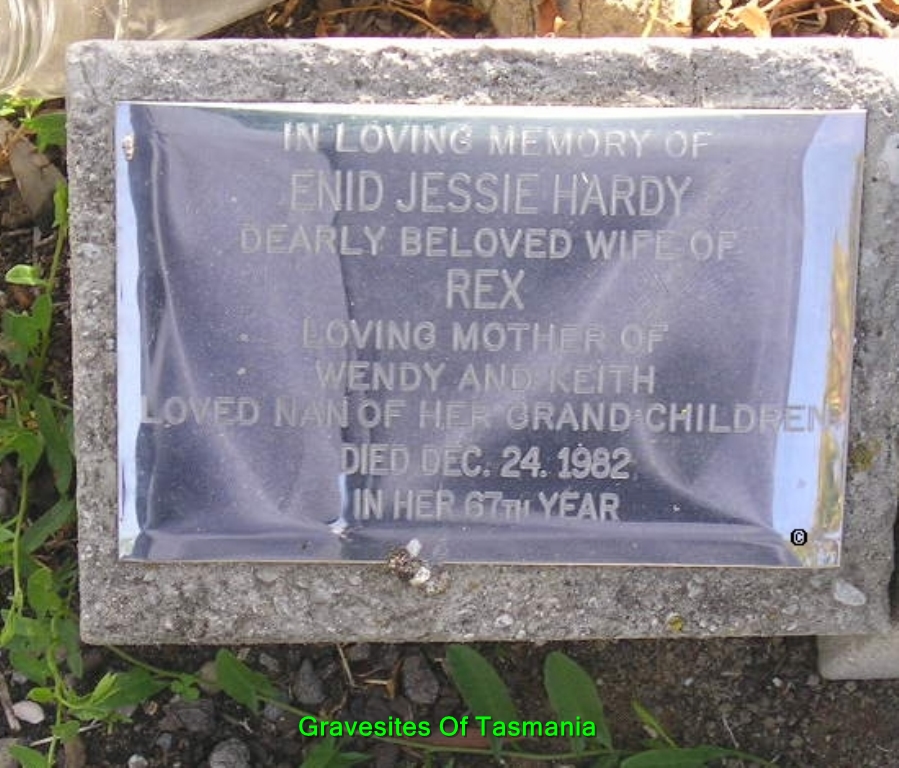 IN LOVING MEMORY OF
ENID JESSIE HARDY
DEARLY BELOVED WIFE OF
REX
LOVING MOTHER OF
WENDY AND KEITH
LOVED NAN OF HER GRAND CHILDREN
DIED DEC. 24. 1982
IN HER 67TH YEAR
©
Gravesites Of Tasmania